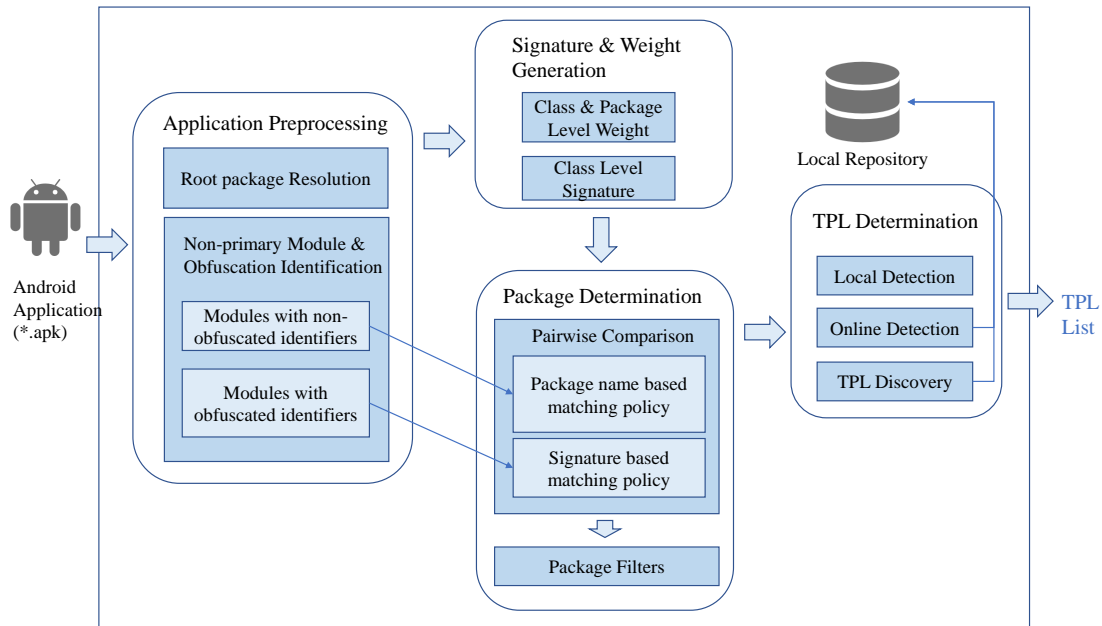 Android
Application
(*.apk)
Application Preprocessing
Root package Resolution
Non-primary Module &
Obfuscation Identification
Modules with non-
obfuscated identifiers
Modules with
obfuscated identifiers
Signature & Weight
Generation
Class & Package
Level Weight
Class Level
Signature
Package Determination
Pairwise Comparison
Package name based
matching policy
Signature based
matching policy
Package Filters
Local Repository
TPL Determination
Local Detection
Online Detection
TPL Discovery
TPL
List